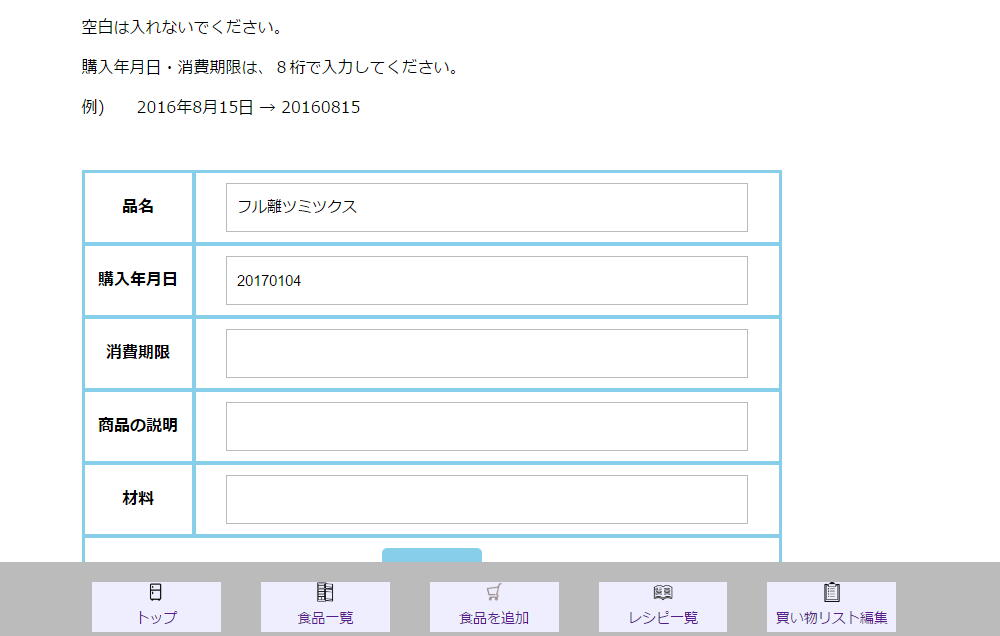 空白は入れないでください。
購入年月日・消費期限は、８桁で入力してください。
例)　　2016年8月15日 → 20160815
品名
フル離ソミツクス
購入年月日
20170104
消費期限
商品の説明
材料
トップ
食品一覧
食品を追加
レシピ一覧
買い物リスト編集